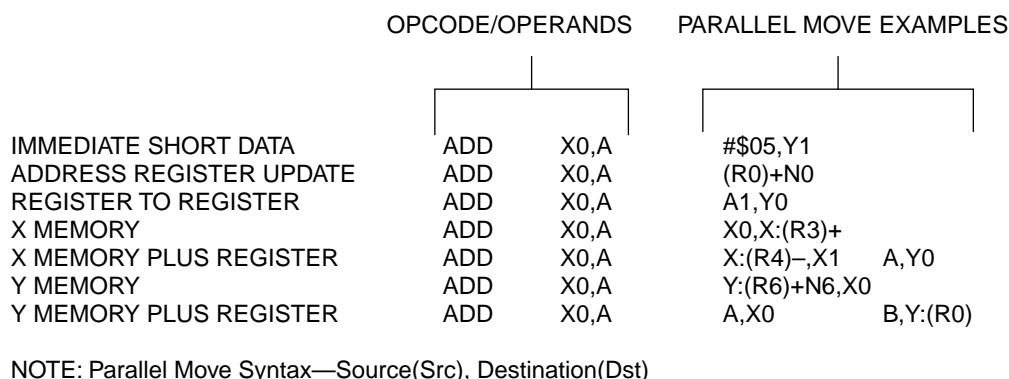 OPCODE/OPERANDS PARALLEL MOVE EXAMPLES
IMMEDIATE SHORT DATA ADD X0,A #$05,Y1
ADDRESS REGISTER UPDATE ADD X0,A (R0)+N0
REGISTER TO REGISTER ADD X0,A A1,Y0
X MEMORY ADD X0,A X0,X:(R3)+
X MEMORY PLUS REGISTER ADD X0,A X:(R4)–,X1 A,Y0
Y MEMORY ADD X0,A Y:(R6)+N6,X0
Y MEMORY PLUS REGISTER ADD X0,A A,X0 B,Y:(R0)
NOTE: Parallel Move Syntax—Source(Src), Destination(Dst)